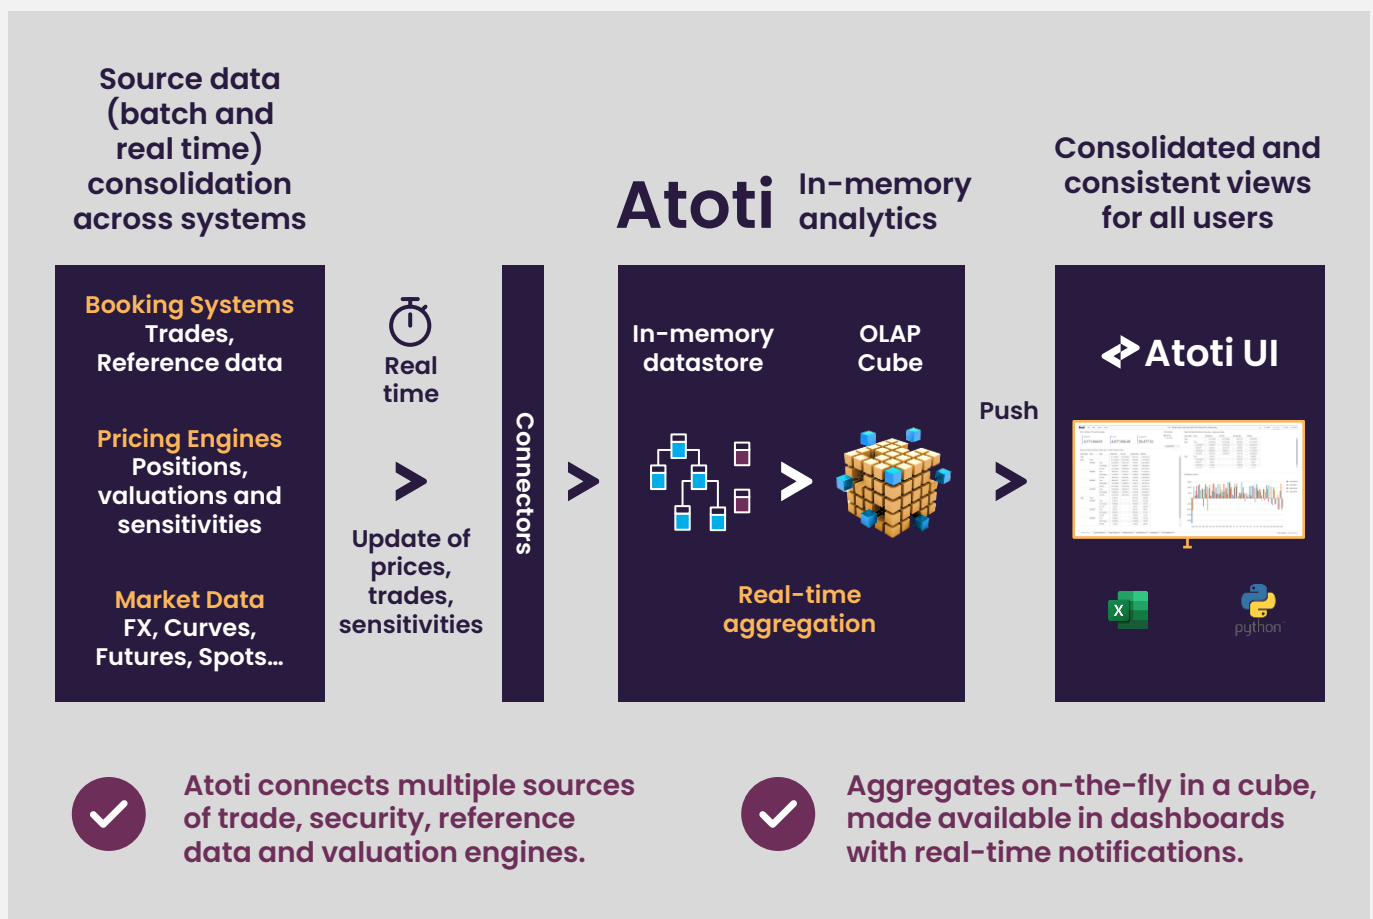 Source data
(batch and
real time)
consolidation
across systems
Atoti
In-memory
analytics
Consolidated and
consistent views
for all users
Booking Systems
Trades,
Reference data
Pricing Engines
Positions,
valuations and
sensitivities
Market Data
FX, Curves,
Futures, Spots...
Real
time
Update of
prices,
trades,
sensitivities
Connectors
In-memory
datastore
OLAP
Cube
Real-time
aggregation
Push
Atoti UI
X
python
Atoti connects multiple sources
of trade, security, reference
data and valuation engines.
Aggregates on-the-fly in a cube,
made available in dashboards
with real-time notifications.